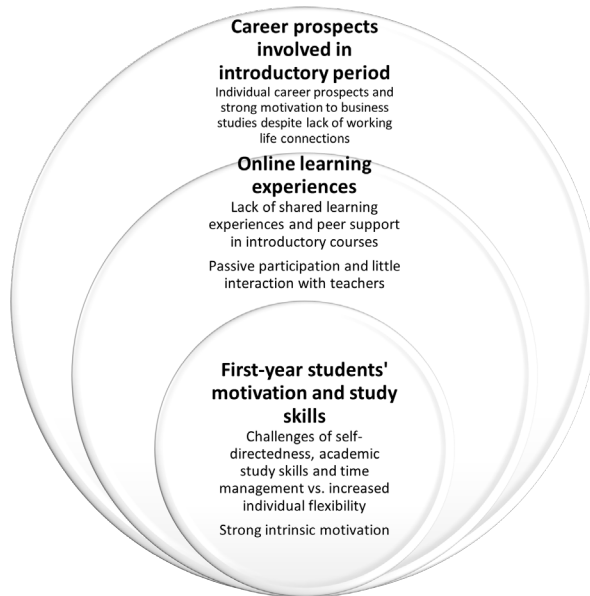 Career prospects
involved in
introductory period
Individual career prospects and
strong motivation to business
studies despite lack of working
life connections
Online learning
experiences
Lack of shared learning
experiences and peer support
in introductory courses
Passive participation and little
interaction with teachers
First-year students'
motivation and study
skills
Challenges of self-
directedness, academic
study skills and time
management vs. increased
individual flexibility
Strong intrinsic motivation